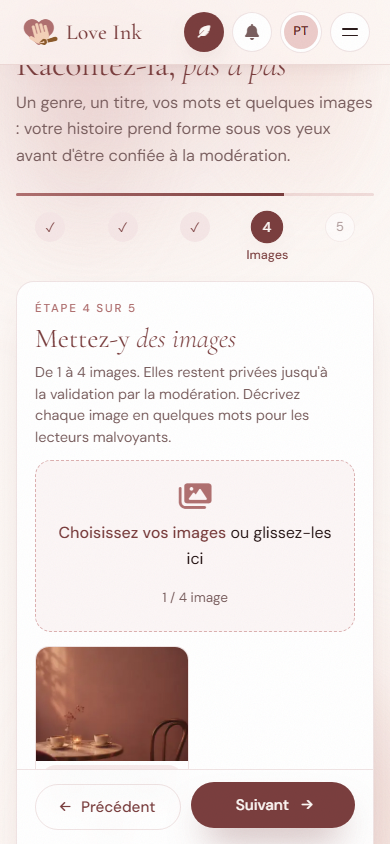 Love Ink
PT
Racontez-la, pas à pas
Un genre, un titre, vos mots et quelques images
: votre histoire prend forme sous vos yeux
avant d'être confiée à la modération.
4
5
Images
ÉTAPE 4 SUR 5
Mettez-y des images
De 1 à 4 images. Elles restent privées jusqu'à
la validation par la modération. Décrivez
chaque image en quelques mots pour les
lecteurs malvoyants.
Choisissez vos images ou glissez-les
ici
1 / 4 image
← Précédent
Suivant →